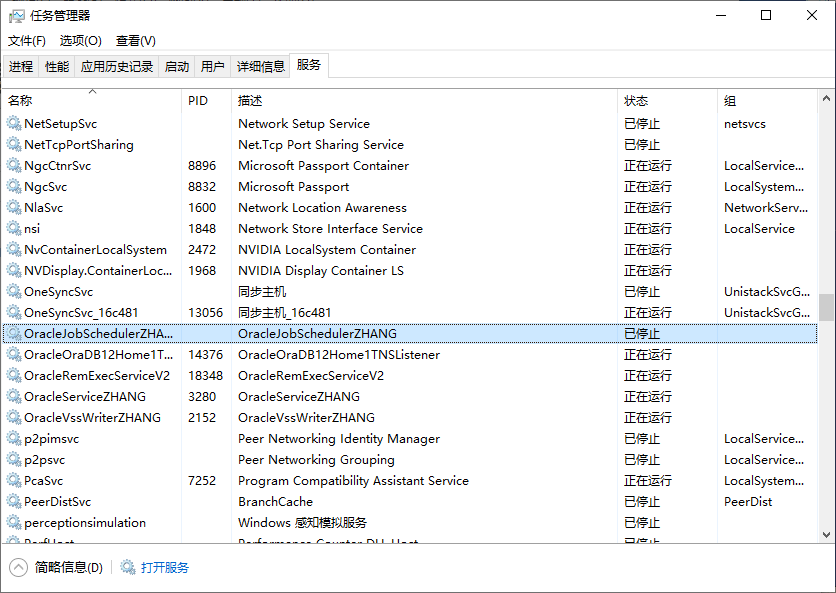 任务管理器
文件(F) 选项(O) 查看(V)
进程 性能 应用历史记录 启动 用户 详细信息 服务
名称 PID 描述 状态 组
NetSetupSvc Network Setup Service 已停止 netsvcs
NetTcpPortSharing Net.Tcp Port Sharing Service 已停止
NgcCtnrSvc 8896 Microsoft Passport Container 正在运行 LocalService...
NgcSvc 8832 Microsoft Passport 正在运行 LocalSystem...
NlaSvc 1600 Network Location Awareness 正在运行 NetworkServ...
nsi 1848 Network Store Interface Service 正在运行 LocalService
NvContainerLocalSystem 2472 NVIDIA LocalSystem Container 正在运行
NVDisplay.ContainerLoc... 1968 NVIDIA Display Container LS 正在运行
OneSyncSvc 同步主机 已停止 UnistackSvcG...
OneSyncSvc_16c481 13056 同步主机_16c481 正在运行 UnistackSvcG...
OracleJobSchedulerZHA... OracleJobSchedulerZHANG 已停止
OracleOraDB12Home1T... 14376 OracleOraDB12Home1TNSListener 正在运行
OracleRemExecServiceV2 18348 OracleRemExecServiceV2 正在运行
OracleServiceZHANG 3280 OracleServiceZHANG 正在运行
OracleVssWriterZHANG 2152 OracleVssWriterZHANG 正在运行
p2pimsvc Peer Networking Identity Manager 已停止 LocalService...
p2psvc Peer Networking Grouping 已停止 LocalService...
PcaSvc 7252 Program Compatibility Assistant Service 正在运行 LocalSystem...
PeerDistSvc BranchCache 已停止 PeerDist
perceptionsimulation Windows 感知模拟服务 已停止
PerfHost Performance Counter DLL Host 已停止
简略信息(D) 打开服务